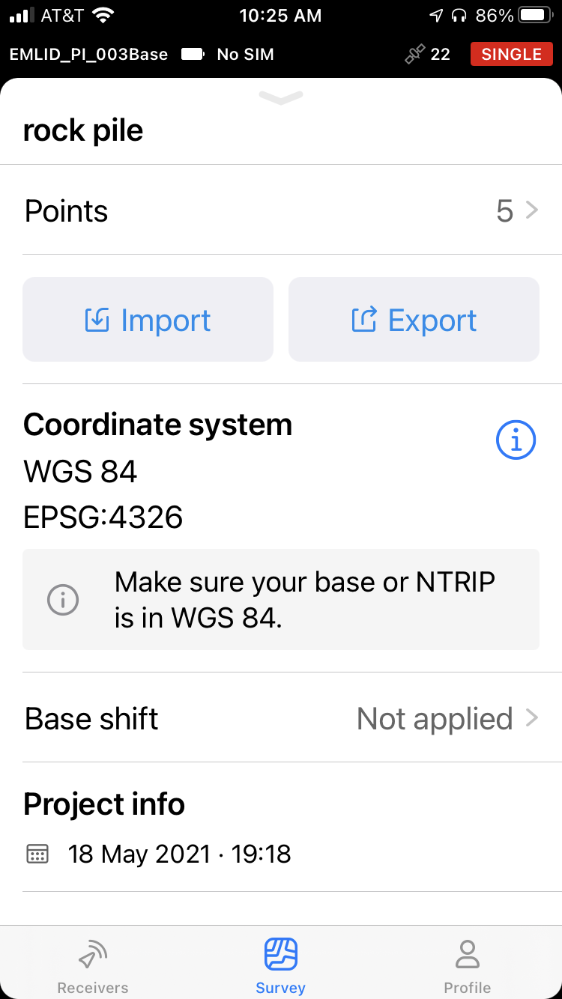 AT&T 10:25 AM 86%
EMLID_PI_003Base No SIM 22 SINGLE
rock pile
Points 5
Import Export
Coordinate system
WGS 84
EPSG:4326
Make sure your base or NTRIP
is in WGS 84.
Base shift Not applied
Project info
18 May 2021 · 19:18
Receivers Survey Profile